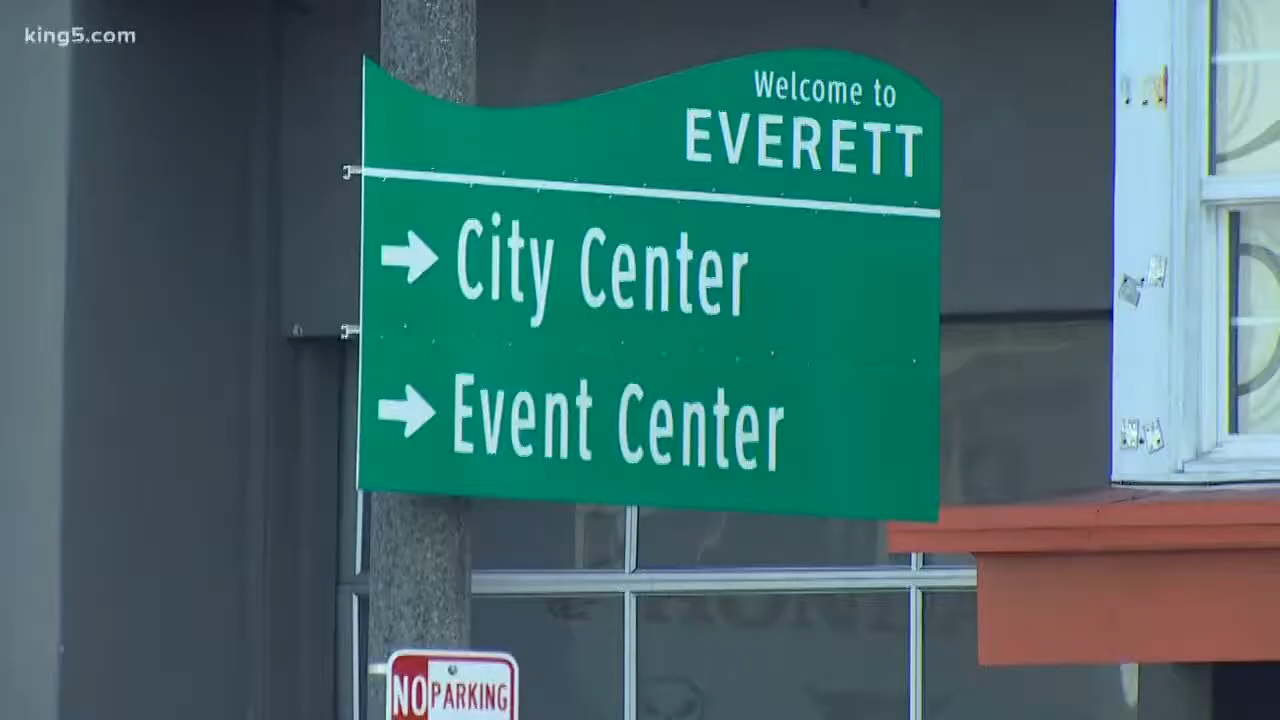 king5.com
Welcome to
EVERETT
City Center
Event Center
NO PARKING